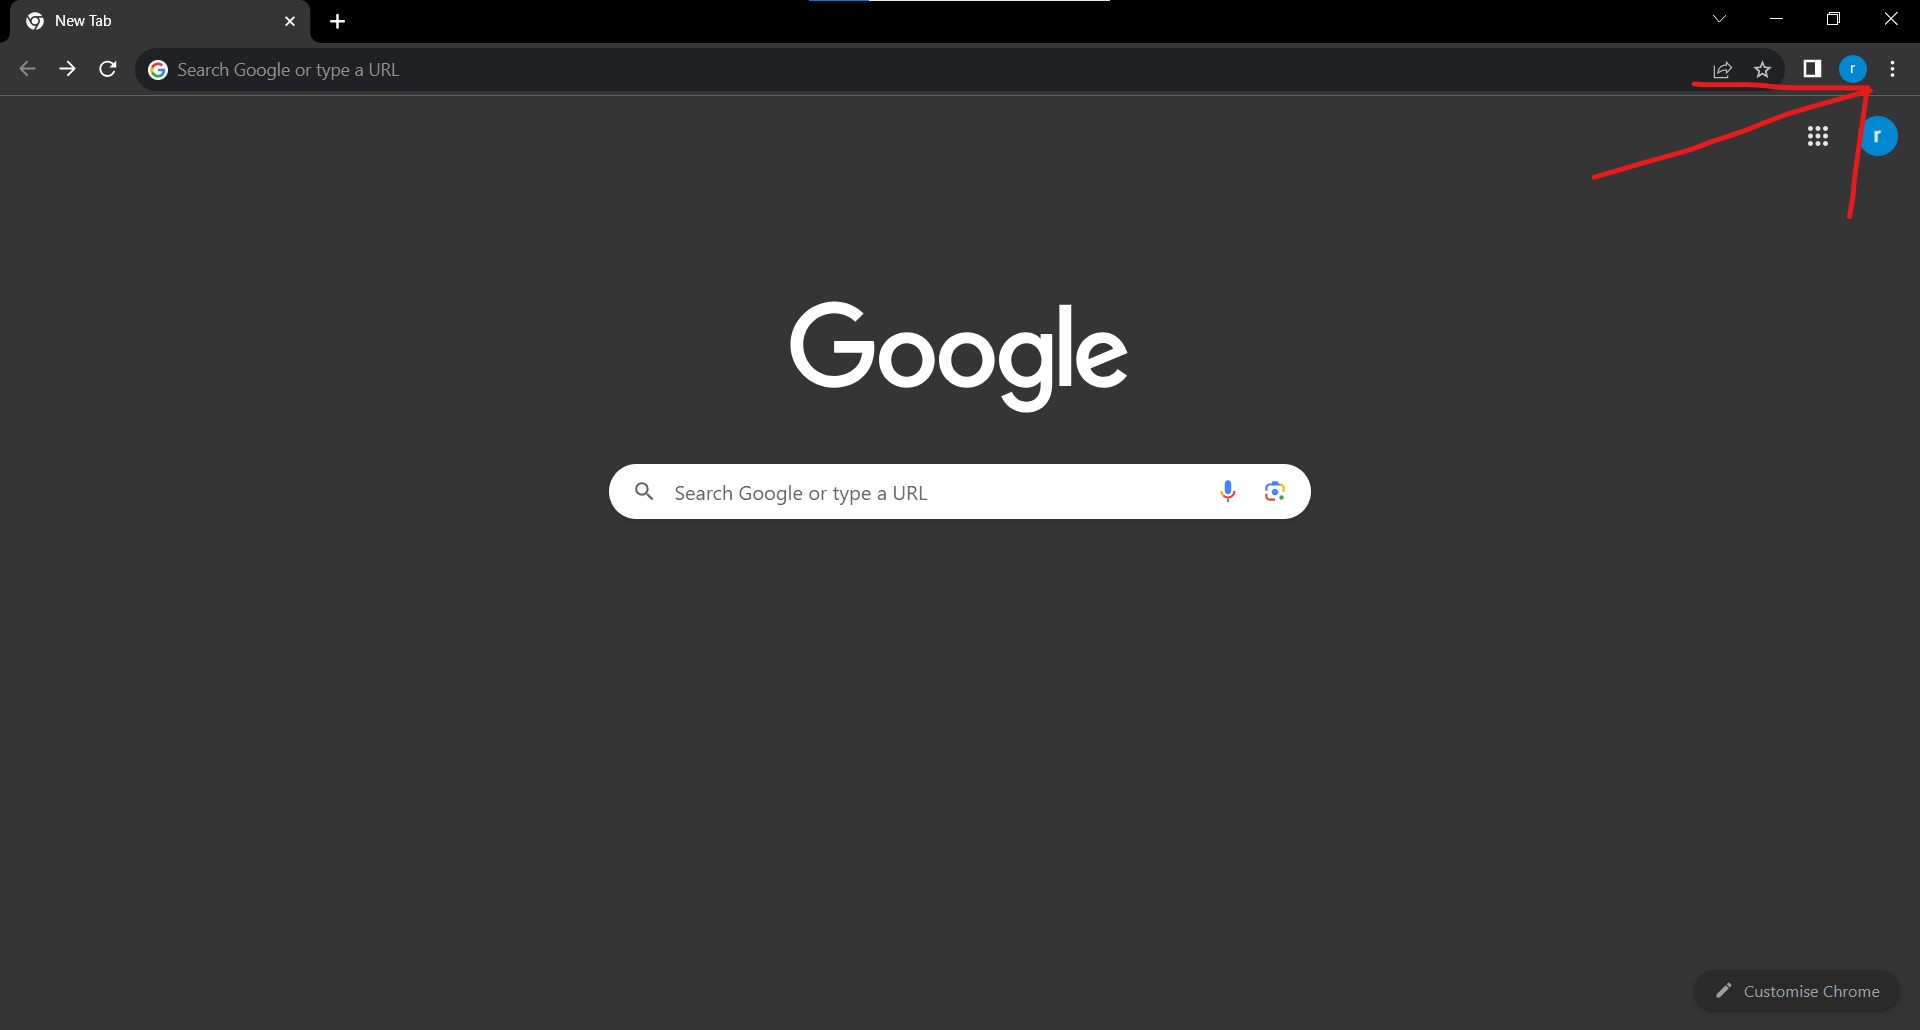 New Tab
Search Google or type a URL
r
r
Google
Search Google or type a URL
Customise Chrome